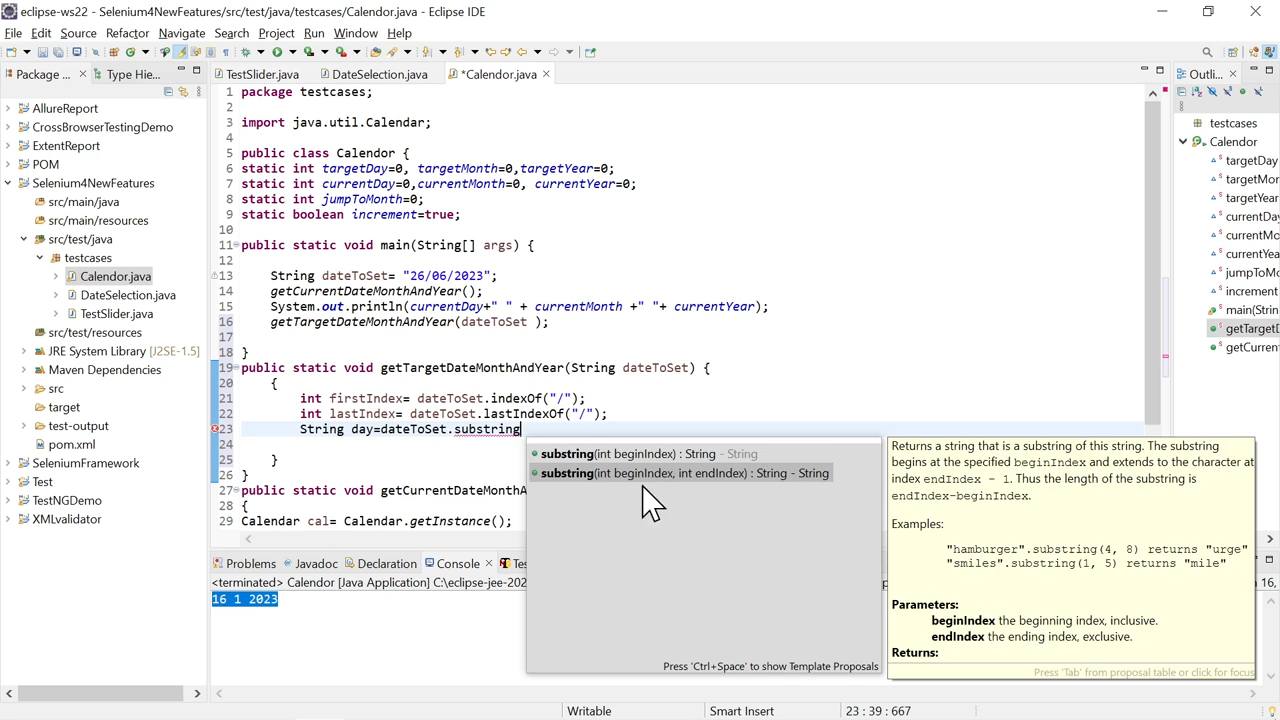 eclipse-ws22 - Selenium4NewFeatures/src/test/java/testcases/Calendor.java - Eclipse IDE
File Edit Source Refactor Navigate Search Project Run Window Help
Package ... Type Hie...
TestSlider.java DateSelection.java *Calendor.java
Outli...
AllureReport
CrossBrowserTestingDemo
ExtentReport
POM
Selenium4NewFeatures
src/main/java
src/main/resources
src/test/java
testcases
Calendor.java
DateSelection.java
TestSlider.java
src/test/resources
JRE System Library [J2SE-1.5]
Maven Dependencies
src
target
test-output
pom.xml
SeleniumFramework
Test
TestNGDemo
XMLvalidator
1 package testcases;
2
3 import java.util.Calendar;
4
5 public class Calendor {
6 static int targetDay=0, targetMonth=0,targetYear=0;
7 static int currentDay=0,currentMonth=0, currentYear=0;
8 static int jumpToMonth=0;
9 static boolean increment=true;
10
11 public static void main(String[] args) {
12
13 String dateToSet= "26/06/2023";
14 getCurrentDateMonthAndYear();
15 System.out.println(currentDay+" " + currentMonth +" "+ currentYear);
16 getTargetDateMonthAndYear(dateToSet );
17
18 }
19 public static void getTargetDateMonthAndYear(String dateToSet) {
20 {
21 int firstIndex= dateToSet.indexOf("/");
22 int lastIndex= dateToSet.lastIndexOf("/");
23 String day=dateToSet.substring
24
25 }
26 }
27 public static void getCurrentDateMonthA
28 {
29 Calendar cal= Calendar.getInstance();
substring(int beginIndex) : String - String
substring(int beginIndex, int endIndex) : String - String
Press 'Ctrl+Space' to show Template Proposals
Returns a string that is a substring of this string. The substring
begins at the specified beginIndex and extends to the character at
index endIndex - 1. Thus the length of the substring is
endIndex-beginIndex.
Examples:
"hamburger".substring(4, 8) returns "urge"
"smiles".substring(1, 5) returns "mile"
Parameters:
beginIndex the beginning index, inclusive.
endIndex the ending index, exclusive.
Returns:
Press 'Tab' from proposal table or click for focus
testcases
Calendor
targetDay
targetMor
targetYear
currentDay
currentMo
currentYea
jumpToMo
increment
main(Strin
getTargetD
getCurren
Problems Javadoc Declaration Console Tes
<terminated> Calendor [Java Application] C:\eclipse-jee-202
16,
16 1 2023
Writable Smart Insert 23 : 39 : 667